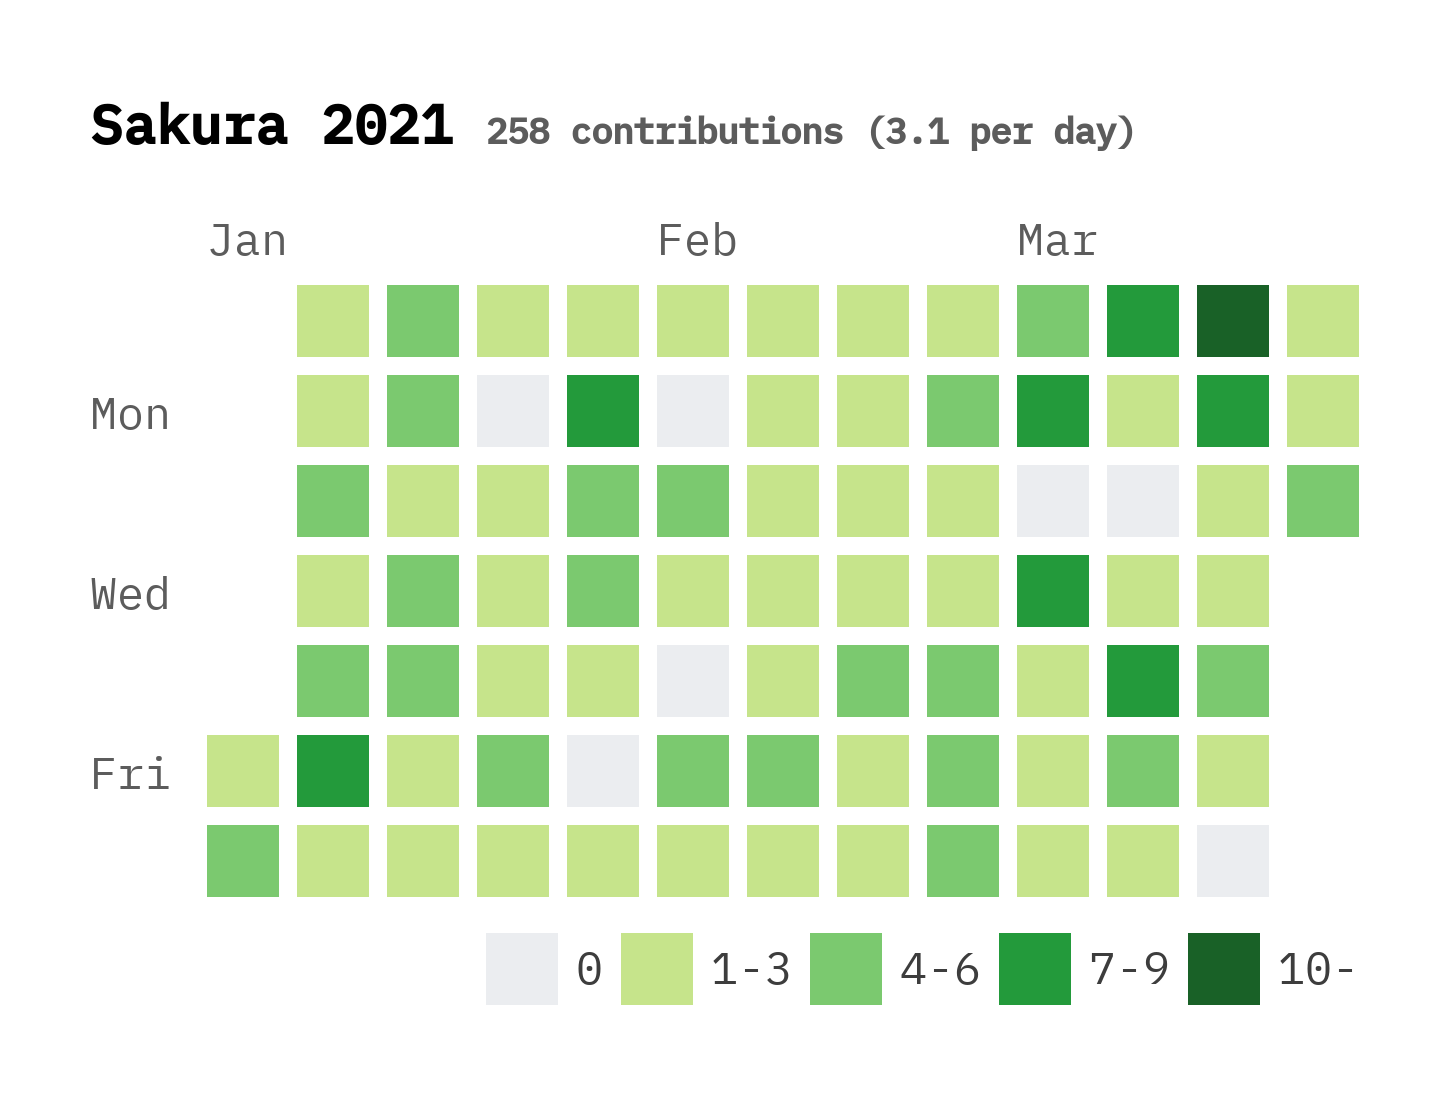 Sakura 2021 258 contributions (3.1 per day)
Jan Feb Mar
Mon
Wed
Fri
0 1-3 4-6 7-9 10-